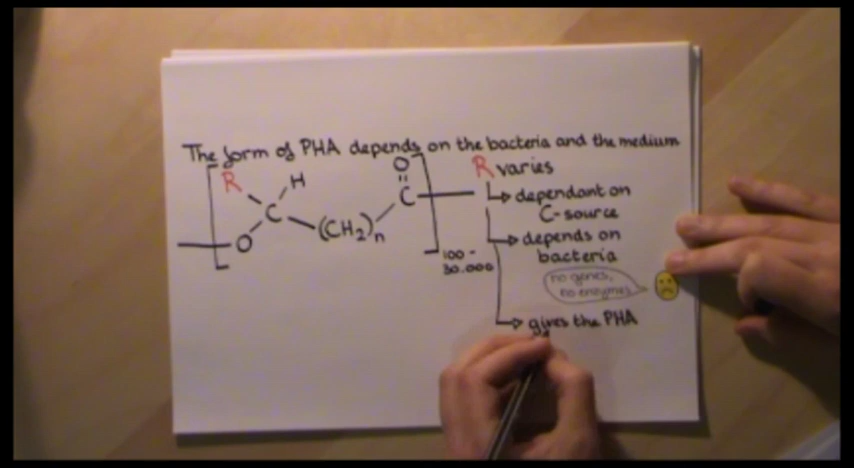 The form of PHA depends on the bacteria and the medium
R H O
C C
O (CH₂)n
100 -
30.000
R varies
dependant on
C-source
depends on
bacteria
no genes,
no enzymes
gives the PHA